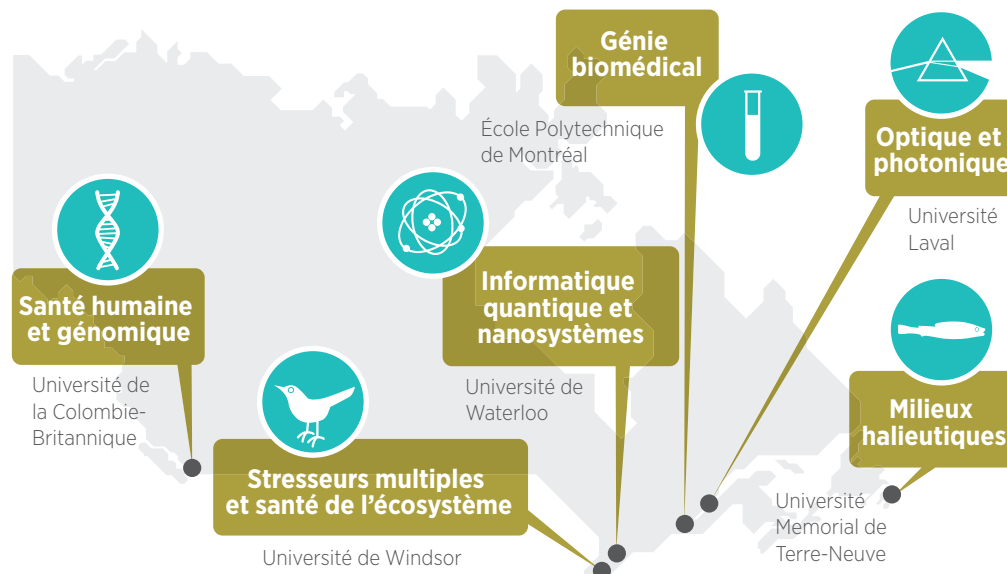 Génie
biomédical
École Polytechnique
de Montréal
Optique et
photonique
Université
Laval
Santé humaine
et génomique
Université de
la Colombie-
Britannique
Informatique
quantique et
nanosystèmes
Université de
Waterloo
Milieux
halieutiques
Université
Memorial de
Terre-Neuve
Stresseurs multiples
et santé de l’écosystème
Université de Windsor